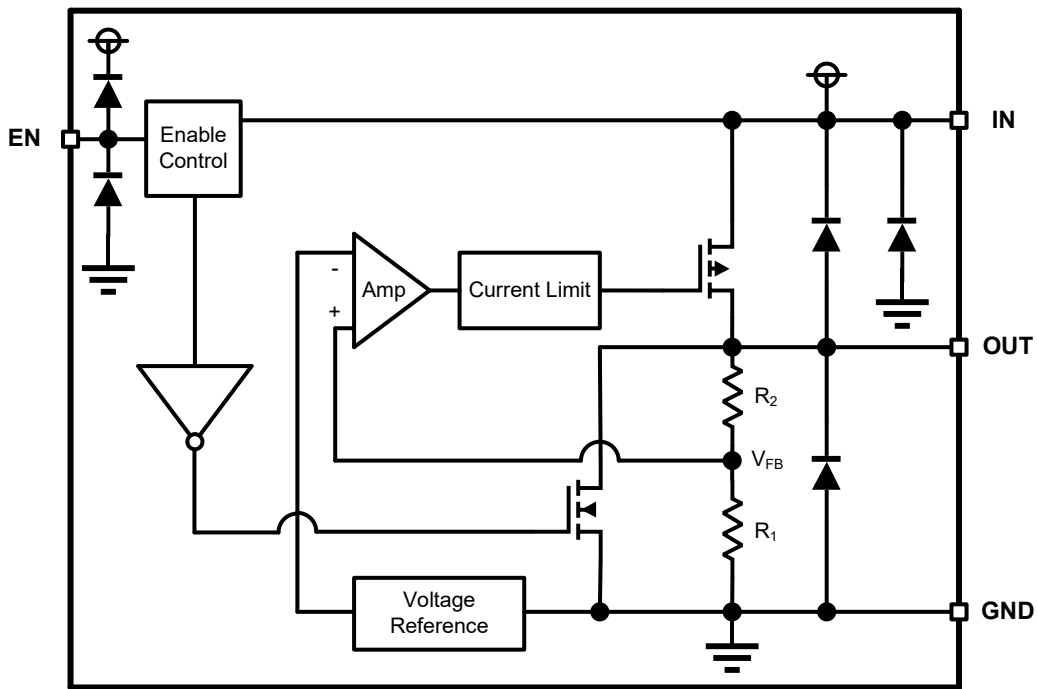 EN
Enable
Control
IN
-
Amp
+
Current Limit
OUT
R2
VFB
R1
Voltage
Reference
GND